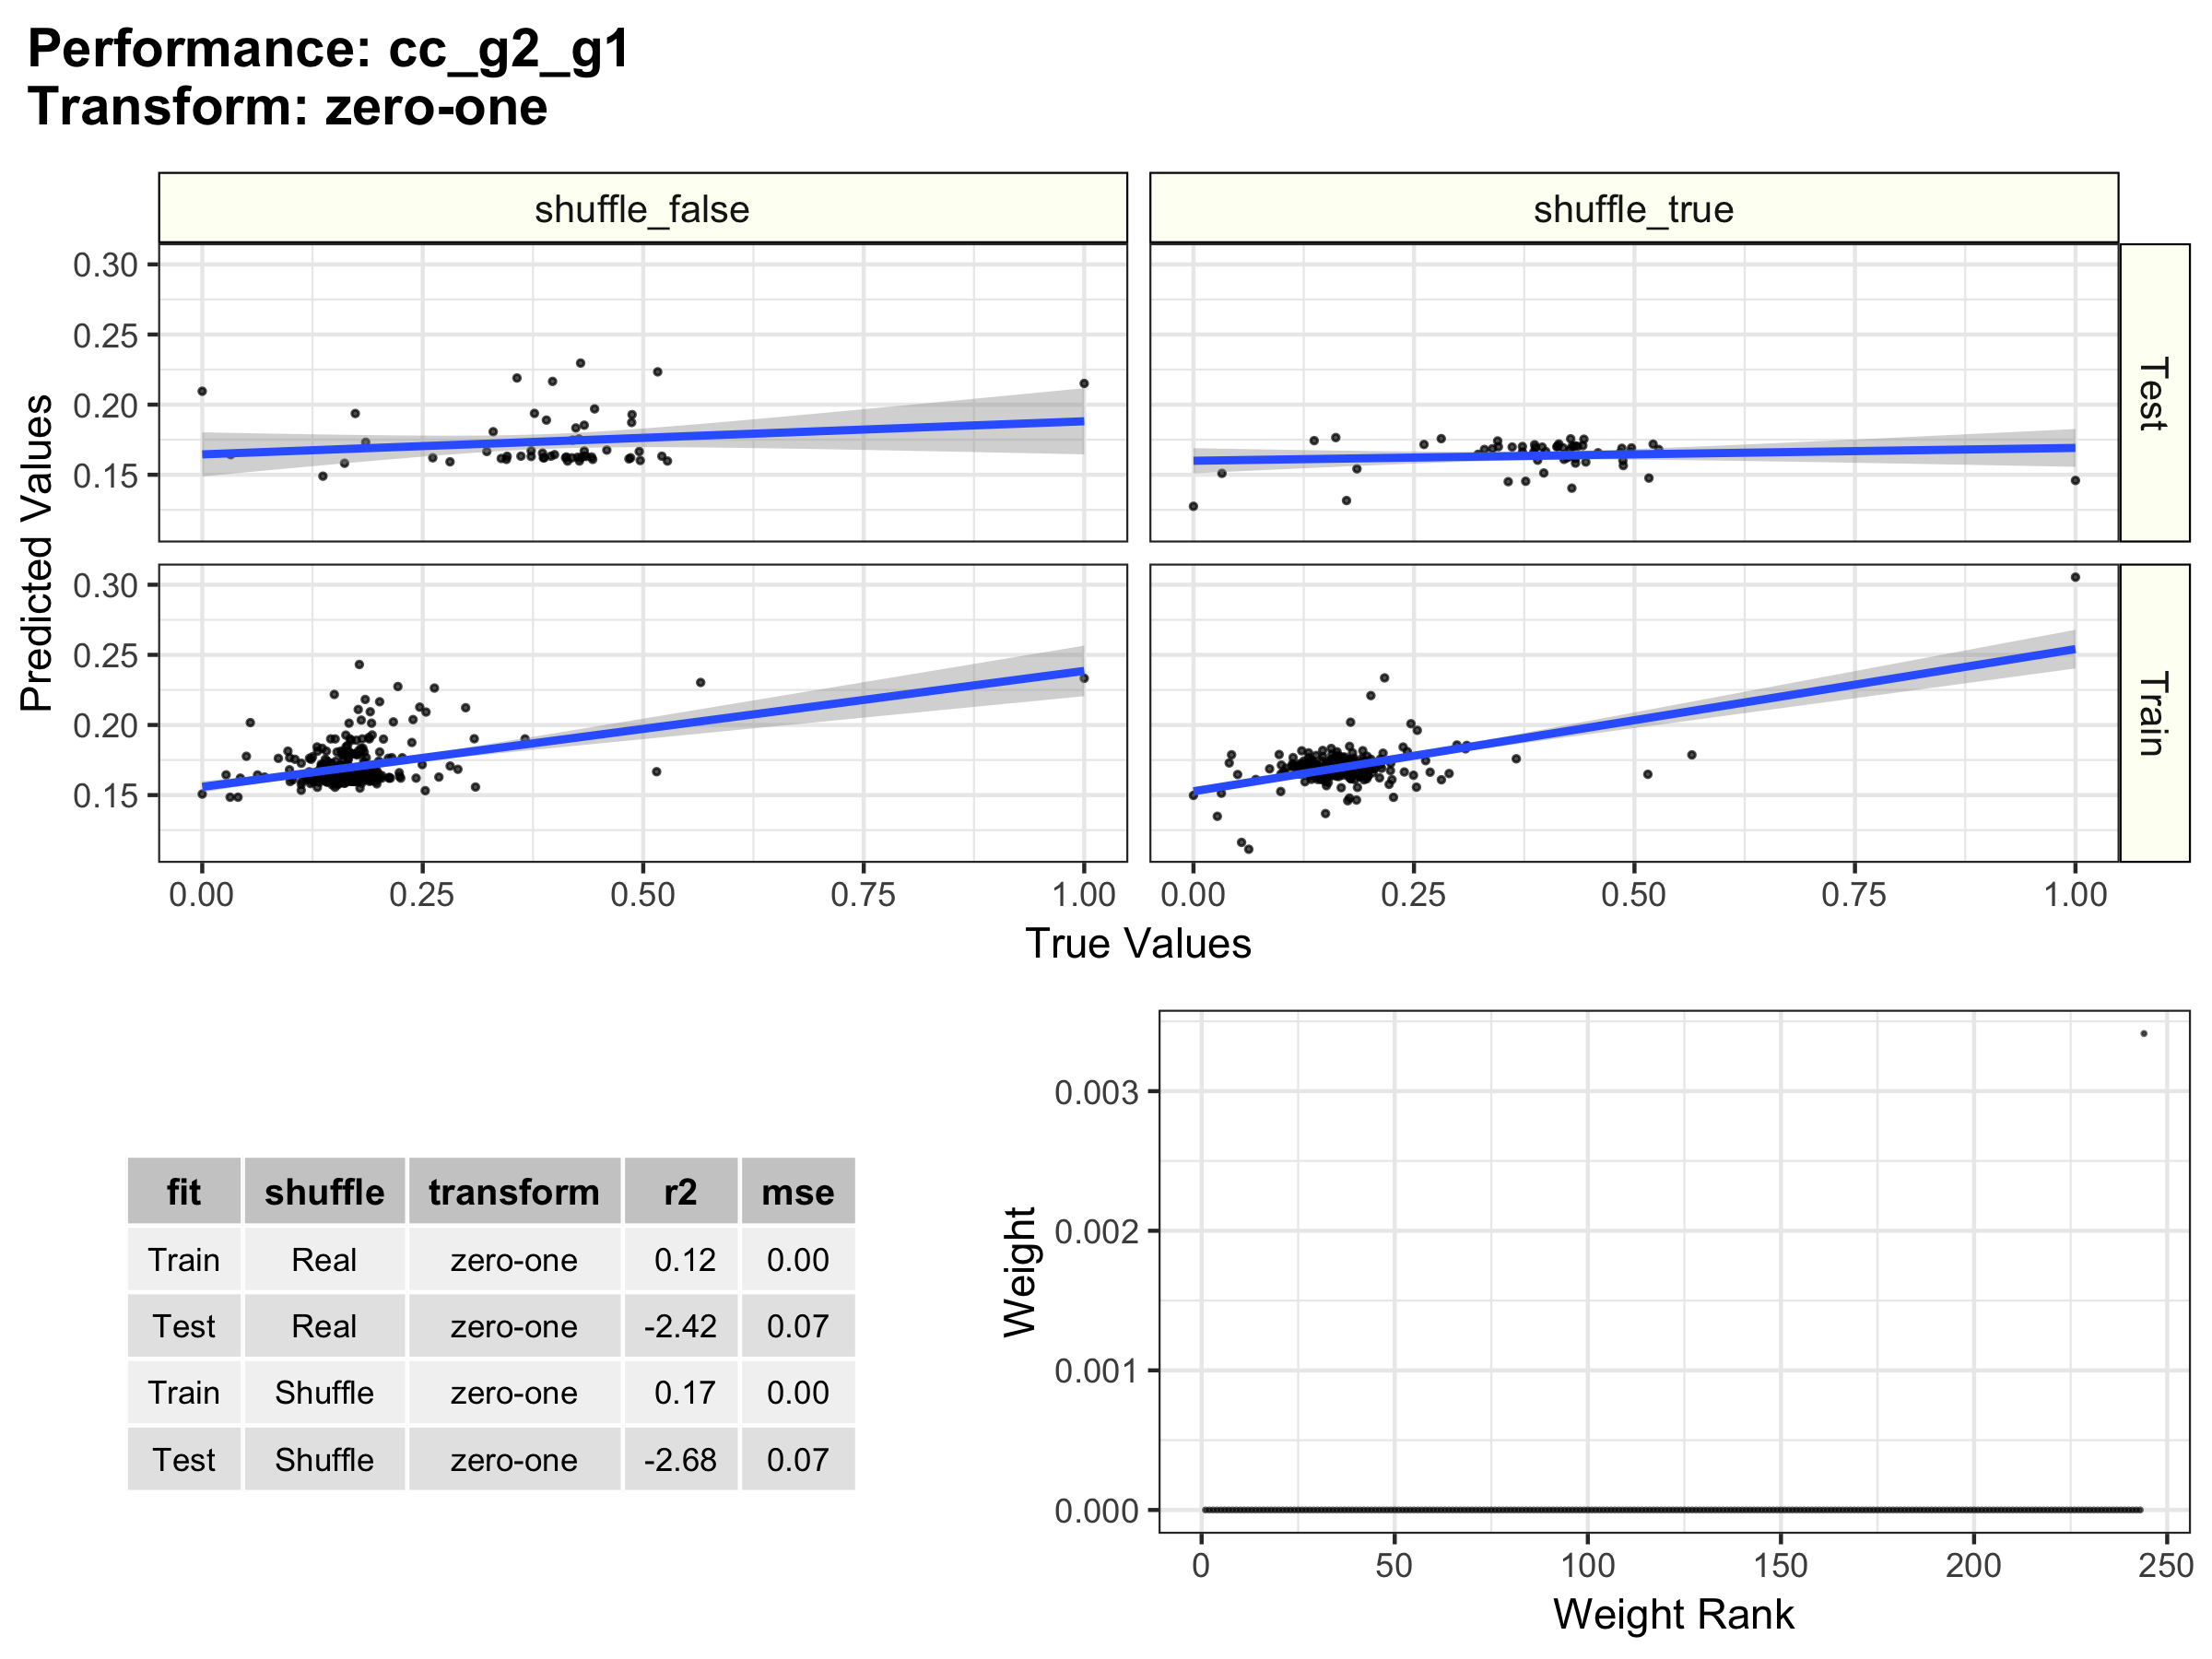 Performance: cc_g2_g1
Transform: zero-one
shuffle_false
shuffle_true
0.30
0.25
0.20
0.15
Test
0.30
0.25
0.20
0.15
Train
Predicted Values
0.00 0.25 0.50 0.75 1.00
0.00 0.25 0.50 0.75 1.00
True Values
fit shuffle transform r2 mse
Train Real zero-one 0.12 0.00
Test Real zero-one -2.42 0.07
Train Shuffle zero-one 0.17 0.00
Test Shuffle zero-one -2.68 0.07
Weight
0.003
0.002
0.001
0.000
0 50 100 150 200 250
Weight Rank